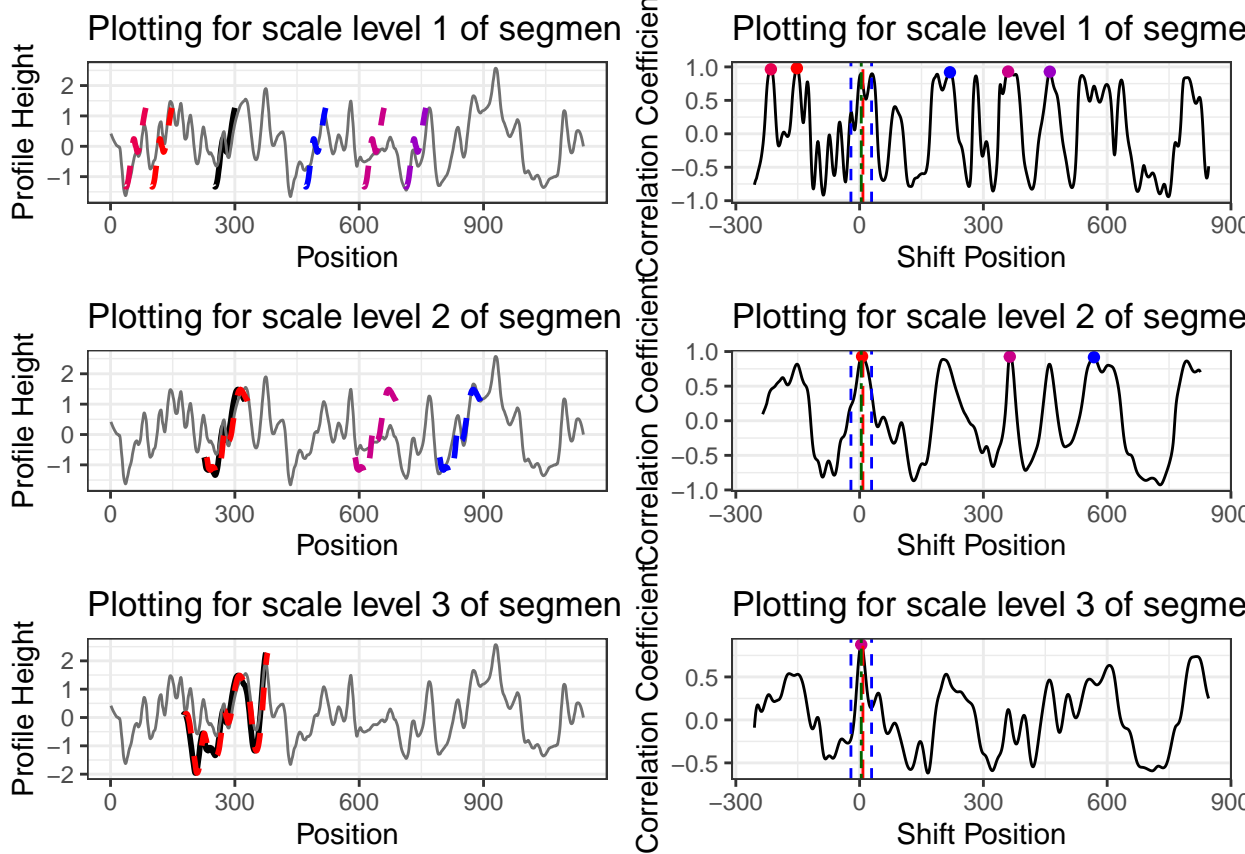 Plotting for scale level 1 of segmen
Profile Height
2
1
0
−1
0 300 600 900
Position
Plotting for scale level 1 of segme
Correlation Coefficien
1.0
0.5
0.0
−0.5
−1.0
−300 0 300 600 900
Shift Position
Plotting for scale level 2 of segmen
Profile Height
2
1
0
−1
0 300 600 900
Position
Plotting for scale level 2 of segme
Correlation Coefficient
1.0
0.5
0.0
−0.5
−1.0
−300 0 300 600 900
Shift Position
Plotting for scale level 3 of segmen
Profile Height
2
1
0
−1
−2
0 300 600 900
Position
Plotting for scale level 3 of segme
Correlation Coefficient
0.5
0.0
−0.5
−300 0 300 600 900
Shift Position